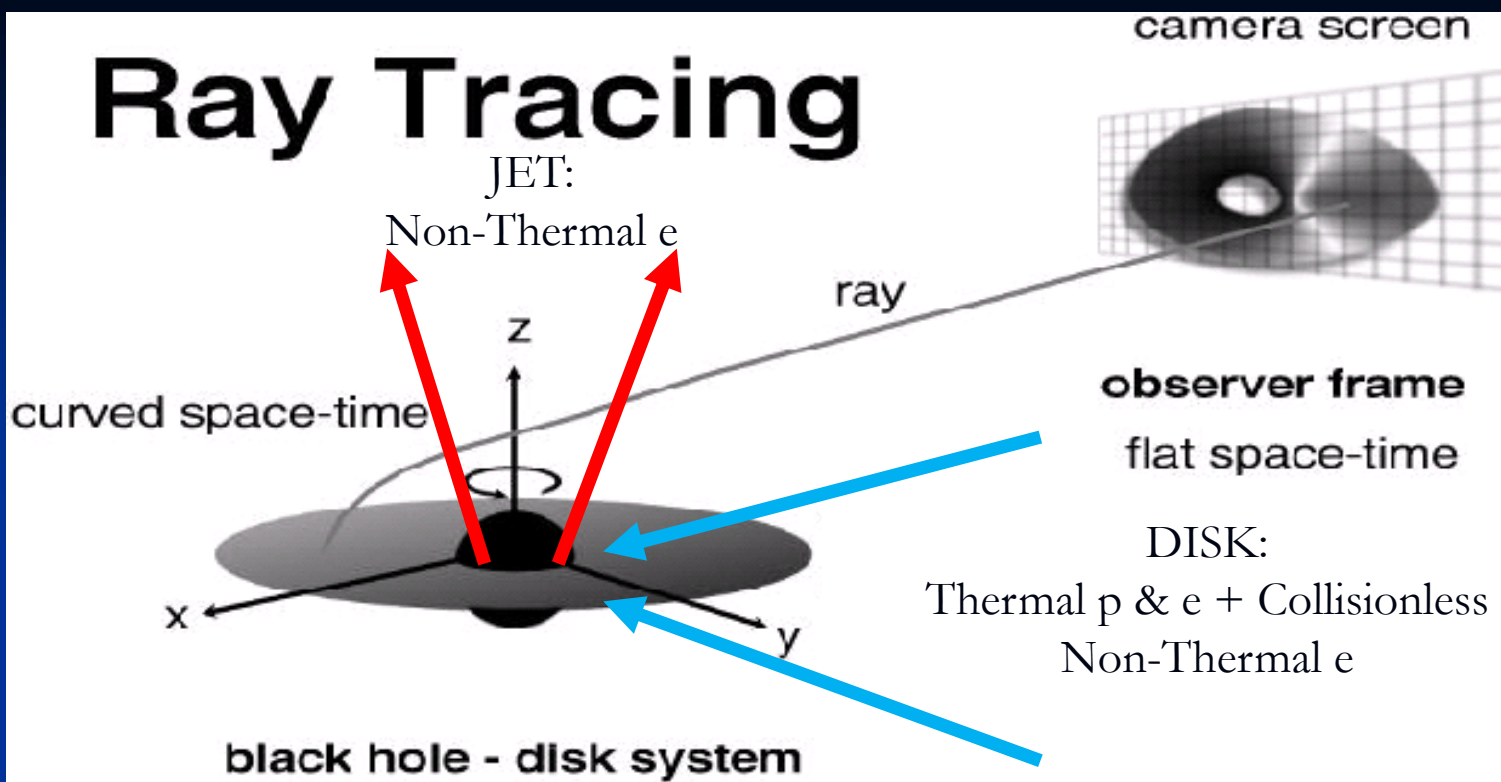 camera screen
Ray Tracing
JET:
Non-Thermal e
ray
z
observer frame
curved space-time
flat space-time
DISK:
Thermal p & e + Collisionless
Non-Thermal e
x
y
black hole - disk system